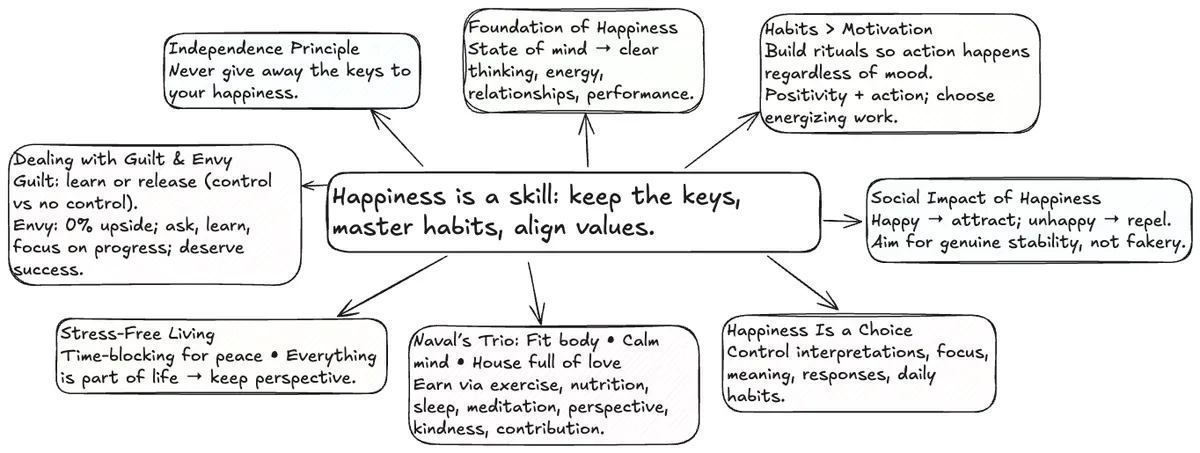 Independence Principle
Never give away the keys to
your happiness.
Foundation of Happiness
State of mind → clear
thinking, energy,
relationships, performance.
Habits > Motivation
Build rituals so action happens
regardless of mood.
Positivity + action; choose
energizing work.
Dealing with Guilt & Envy
Guilt: learn or release (control
vs no control).
Envy: 0% upside; ask, learn,
focus on progress; deserve
success.
Happiness is a skill: keep the keys,
master habits, align values.
Social Impact of Happiness
Happy → attract; unhappy → repel.
Aim for genuine stability, not fakery.
Stress-Free Living
Time-blocking for peace • Everything
is part of life → keep perspective.
Naval's Trio: Fit body • Calm
mind • House full of love
Earn via exercise, nutrition,
sleep, meditation, perspective,
kindness, contribution.
Happiness Is a Choice
Control interpretations, focus,
meaning, responses, daily
habits.